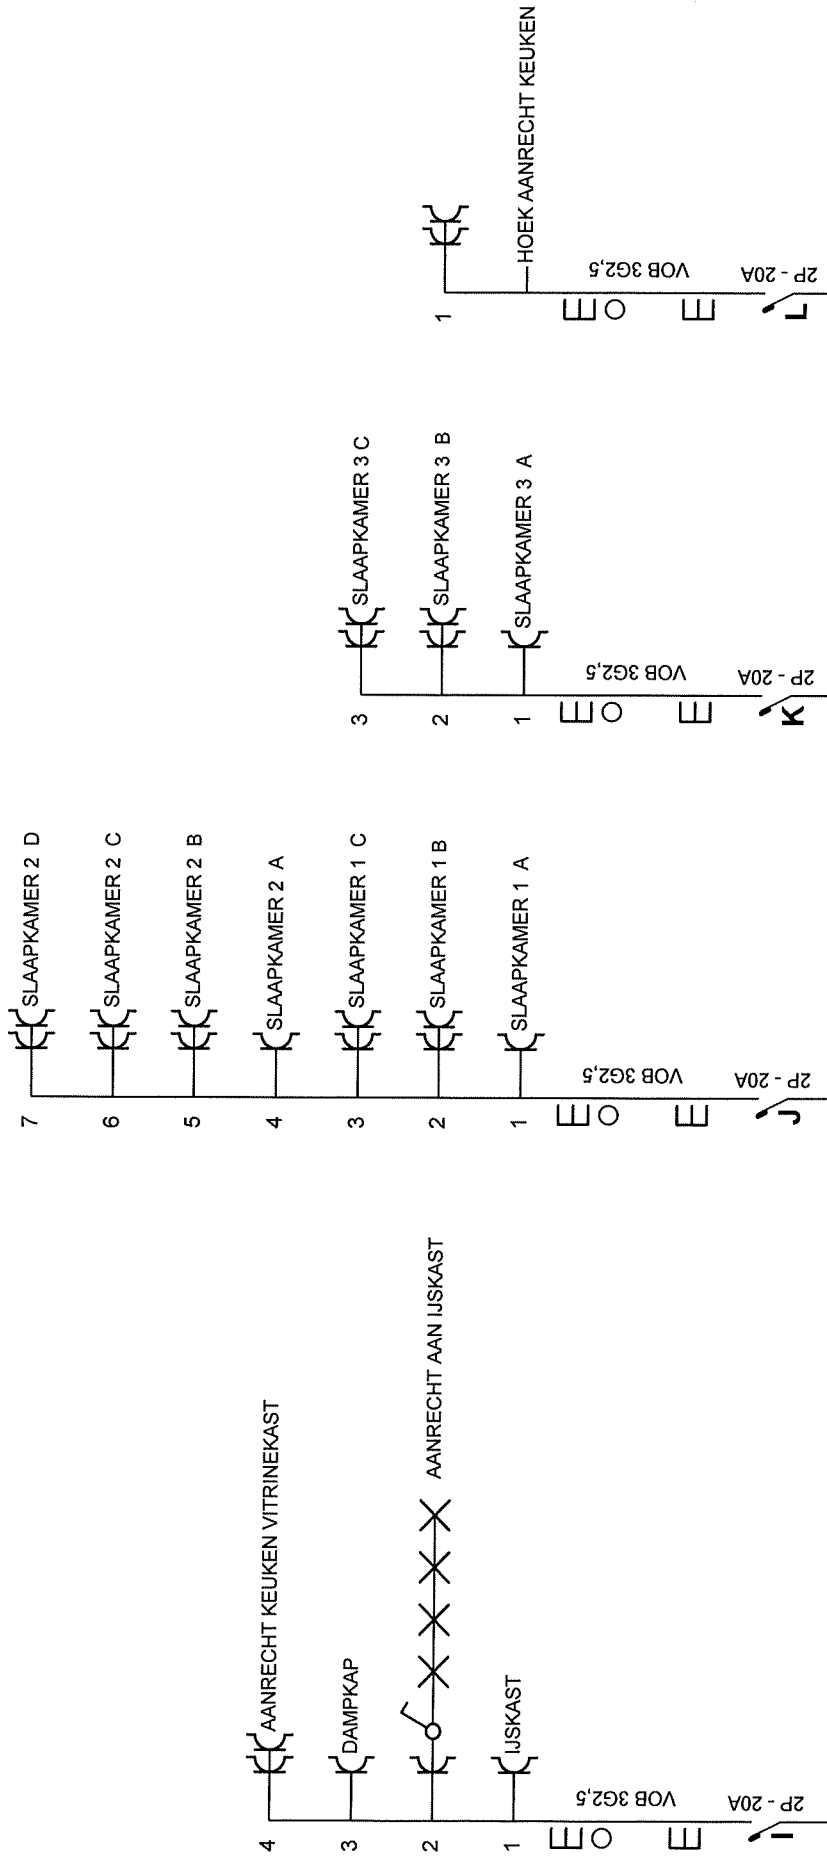 4
AANRECHT KEUKEN VITRINEKAST
3
DAMPKAP
2
AANRECHT AAN IJSKAST
1
IJSKAST
VOB 3G2,5
2P - 20A
I
7
SLAAPKAMER 2 D
6
SLAAPKAMER 2 C
5
SLAAPKAMER 2 B
4
SLAAPKAMER 2 A
3
SLAAPKAMER 1 C
2
SLAAPKAMER 1 B
1
SLAAPKAMER 1 A
VOB 3G2,5
2P - 20A
J
3
SLAAPKAMER 3 C
2
SLAAPKAMER 3 B
1
SLAAPKAMER 3 A
VOB 3G2,5
2P - 20A
K
1
HOEK AANRECHT KEUKEN
VOB 3G2,5
2P - 20A
L